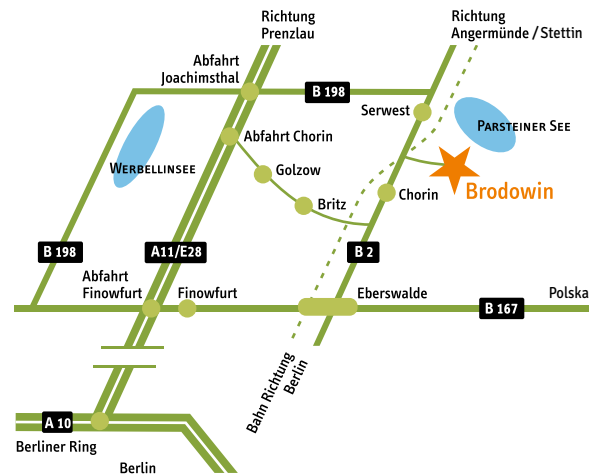 Richtung
Prenzlau
Richtung
Angermünde / Stettin
Abfahrt
Joachimsthal
B 198
Serwest
PARSTEINER SEE
Abfahrt Chorin
WERBELLINSEE
Golzow
Chorin
Brodowin
Britz
B 198
A11/E28
B 2
Abfahrt
Finowfurt
Finowfurt
Eberswalde
Polska
B 167
Bahn Richtung
Berlin
A 10
Berliner Ring
Berlin